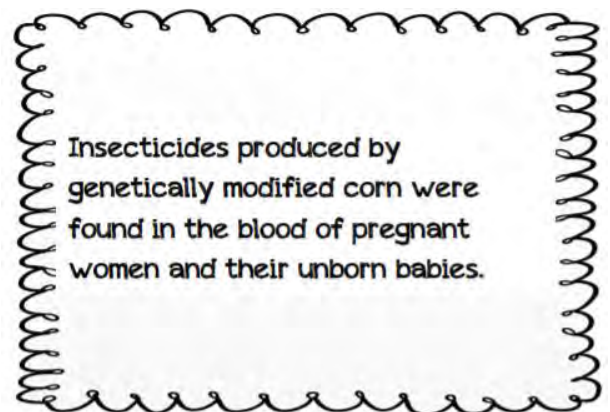 Insecticides produced by
genetically modified corn were
found in the blood of pregnant
women and their unborn babies.